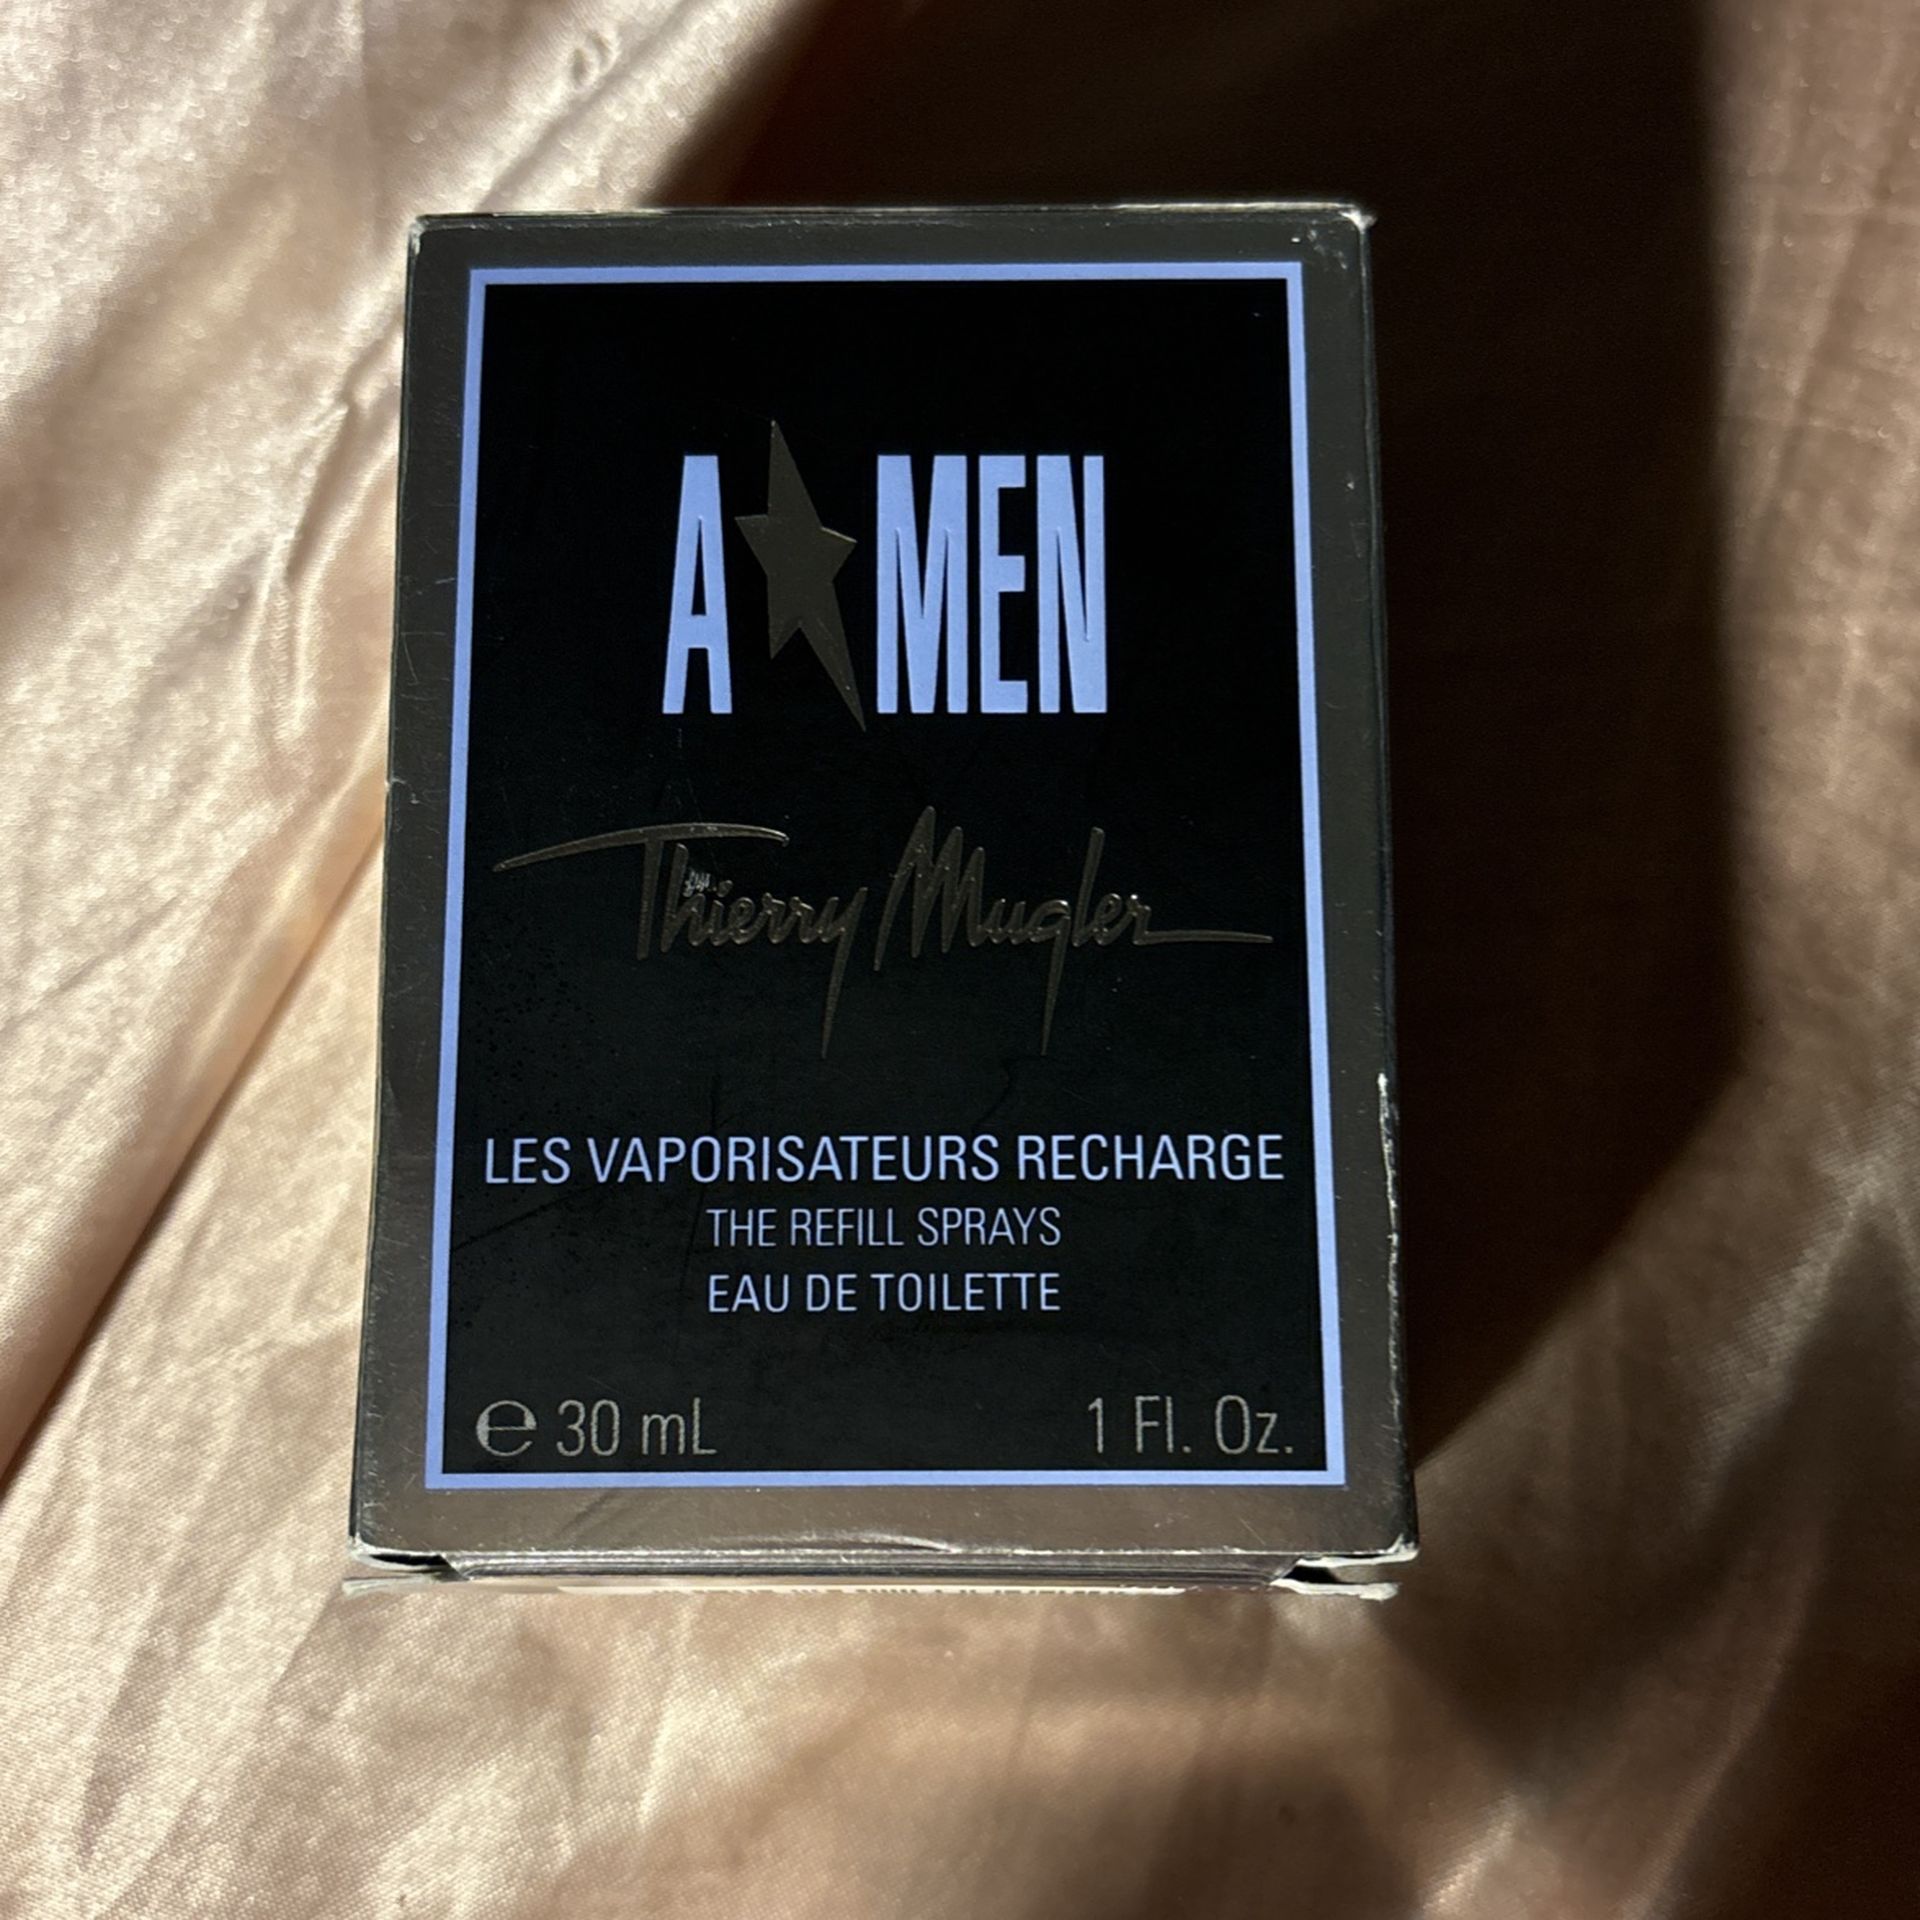 A★MEN
Thierry Mugler
LES VAPORISATEURS RECHARGE
THE REFILL SPRAYS
EAU DE TOILETTE
℮ 30 mL 1 Fl. Oz.